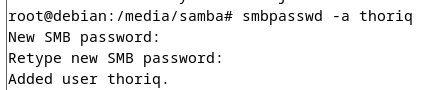 root@debian:/media/samba# smbpasswd -a thoriq
New SMB password:
Retype new SMB password:
Added user thoriq.